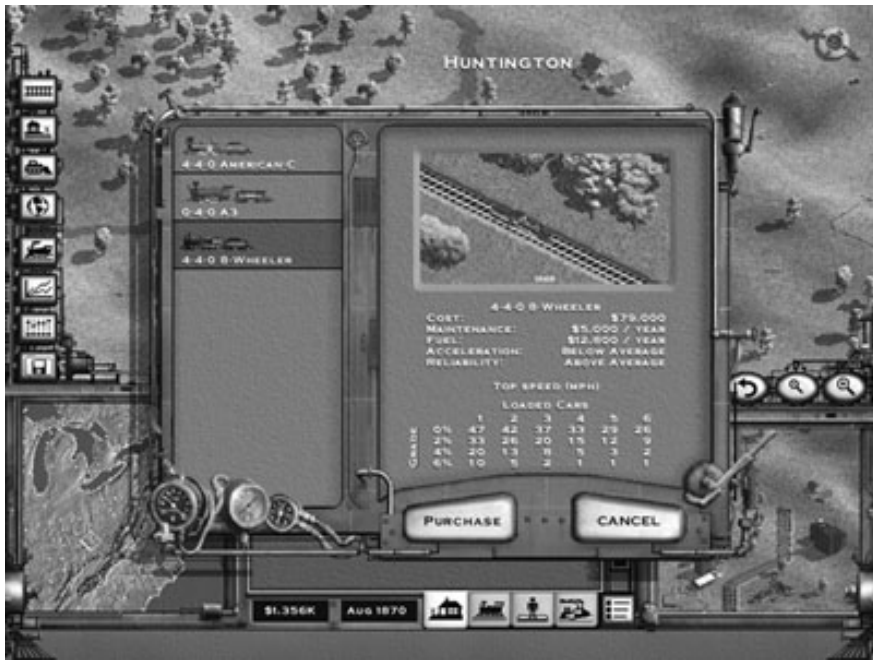 HUNTINGTON
4-4-0 AMERICAN C
0-4-0 A3
4-4-0 8-WHEELER
4-4-0 8-WHEELER
COST: $79,000
MAINTENANCE: $5,000 / YEAR
FUEL: $12,800 / YEAR
ACCELERATION: BELOW AVERAGE
RELIABILITY: ABOVE AVERAGE
TOP SPEED (MPH)
LOADED CARS
1 2 3 4 5 6
GRADE
0% 47 42 37 33 29 26
2% 33 26 20 15 12 9
4% 20 13 8 5 3 2
6% 10 5 2 1 1 1
PURCHASE
CANCEL
$1,356K
AUG 1870